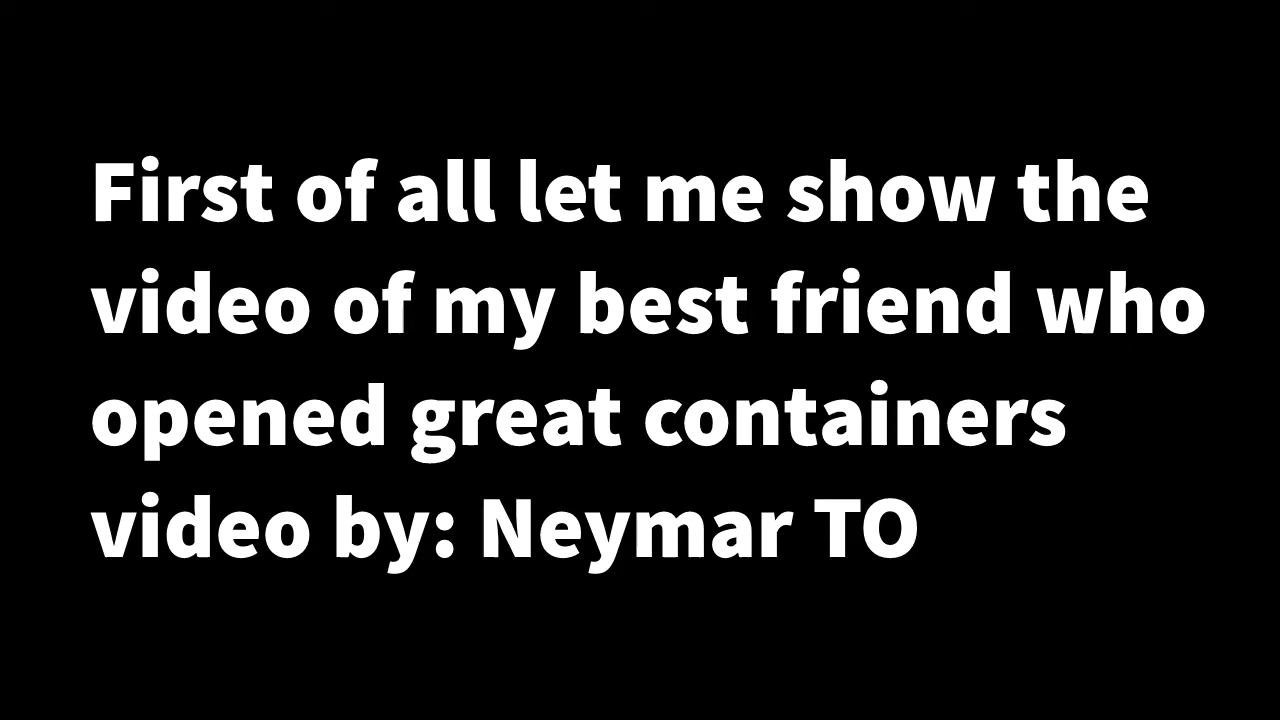 First of all let me show the
video of my best friend who
opened great containers
video by: Neymar TO